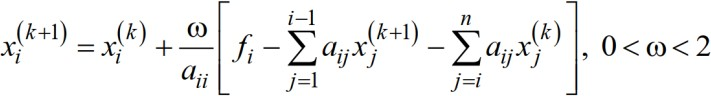 x_i^{(k+1)} = x_i^{(k)} + \frac{ω}{a_{ii}} \left[ f_i - \sum_{j=1}^{i-1} a_{ij} x_j^{(k+1)} - \sum_{j=i}^{n} a_{ij} x_j^{(k)} \right], 0 < ω < 2